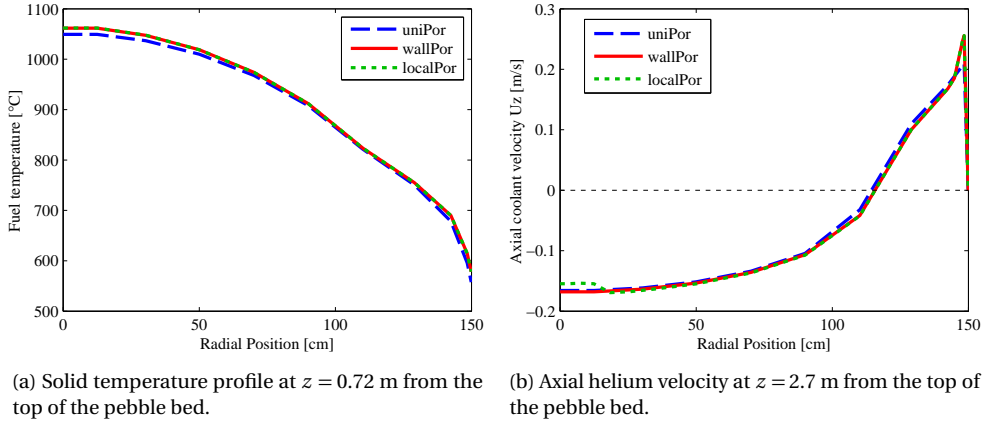 1100
1000
900
800
700
600
500
Fuel temperature [°C]
uniPor
wallPor
localPor
0
50
100
150
Radial Position [cm]
0.3
0.2
0.1
0
−0.1
−0.2
Axial coolant velocity Uz [m/s]
uniPor
wallPor
localPor
0
50
100
150
Radial Position [cm]
(a) Solid temperature profile at z = 0.72 m from the
top of the pebble bed.
(b) Axial helium velocity at z = 2.7 m from the top of
the pebble bed.